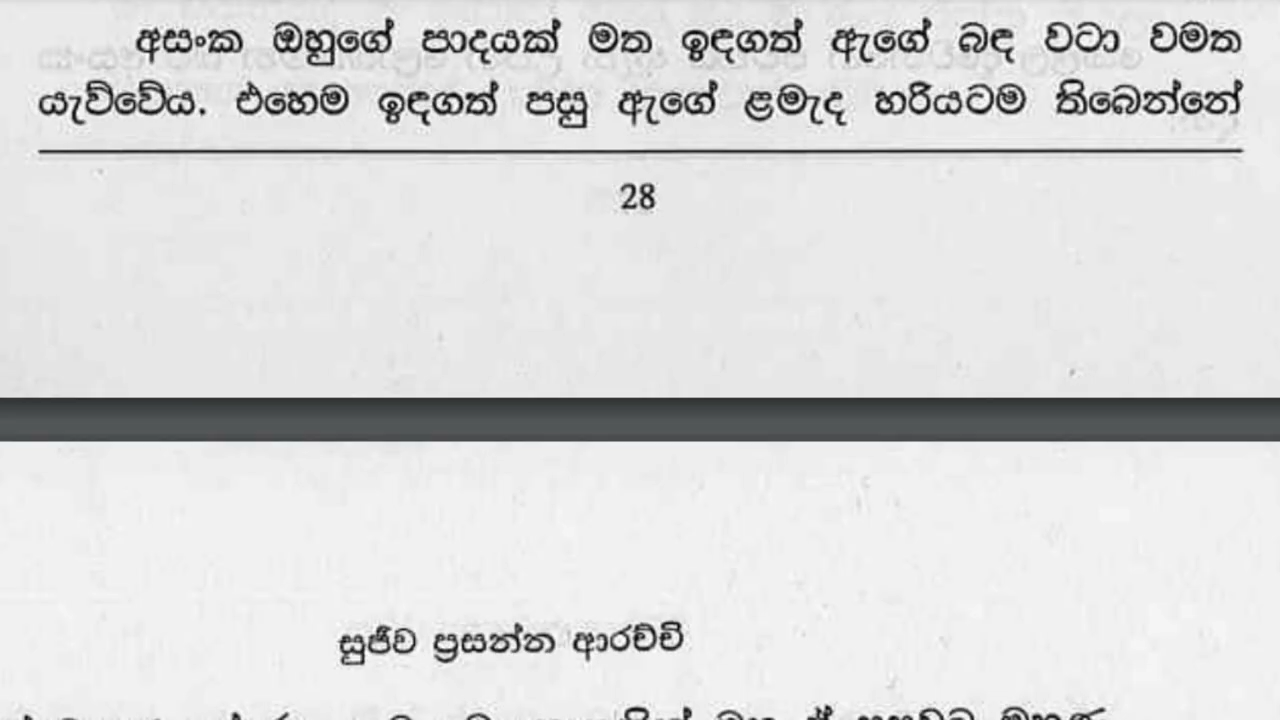 අසංක ඔහුගේ පාදයක් මත ඉඳගත් ඇගේ බඳ වටා වමත
යැව්වේය. එහෙම ඉඳගත් පසු ඇගේ ළමැද හරියටම තිබෙන්නේ
28
සුජීව ප්‍රසන්න ආරච්චි